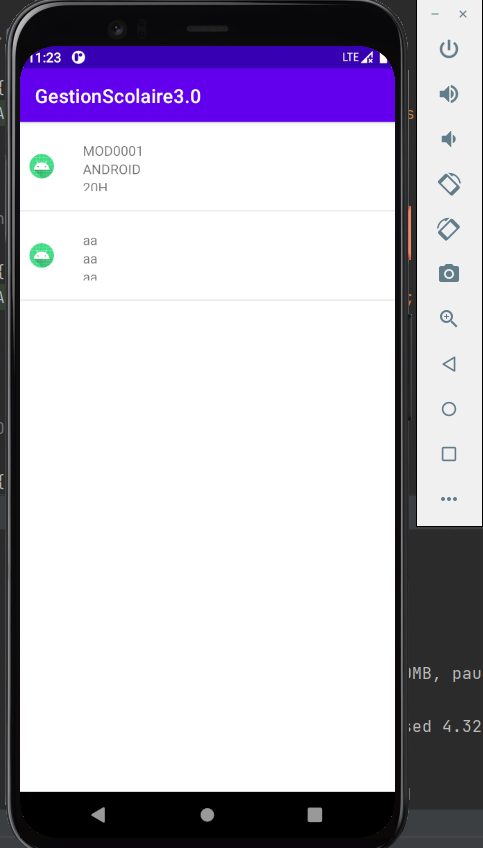 11:23
LTE
GestionScolaire3.0
MOD0001
ANDROID
20H
aa
aa
aa
0MB, pau
sed 4.32